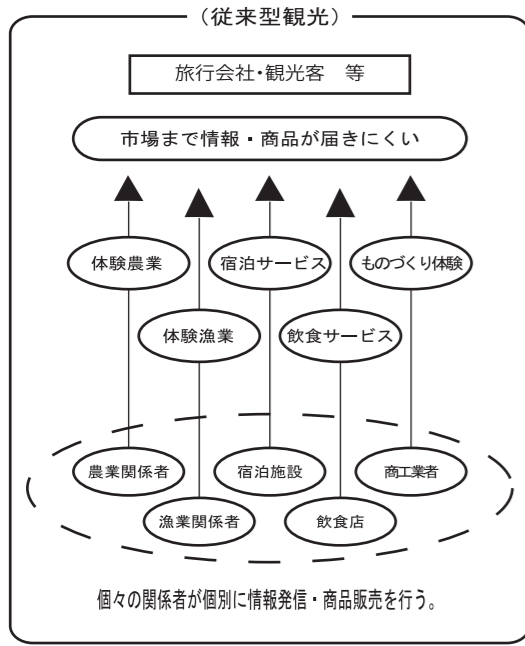 （従来型観光）
旅行会社・観光客　等
市場まで情報・商品が届きにくい
体験農業
宿泊サービス
ものづくり体験
体験漁業
飲食サービス
農業関係者
宿泊施設
商工業者
漁業関係者
飲食店
個々の関係者が個別に情報発信・商品販売を行う。